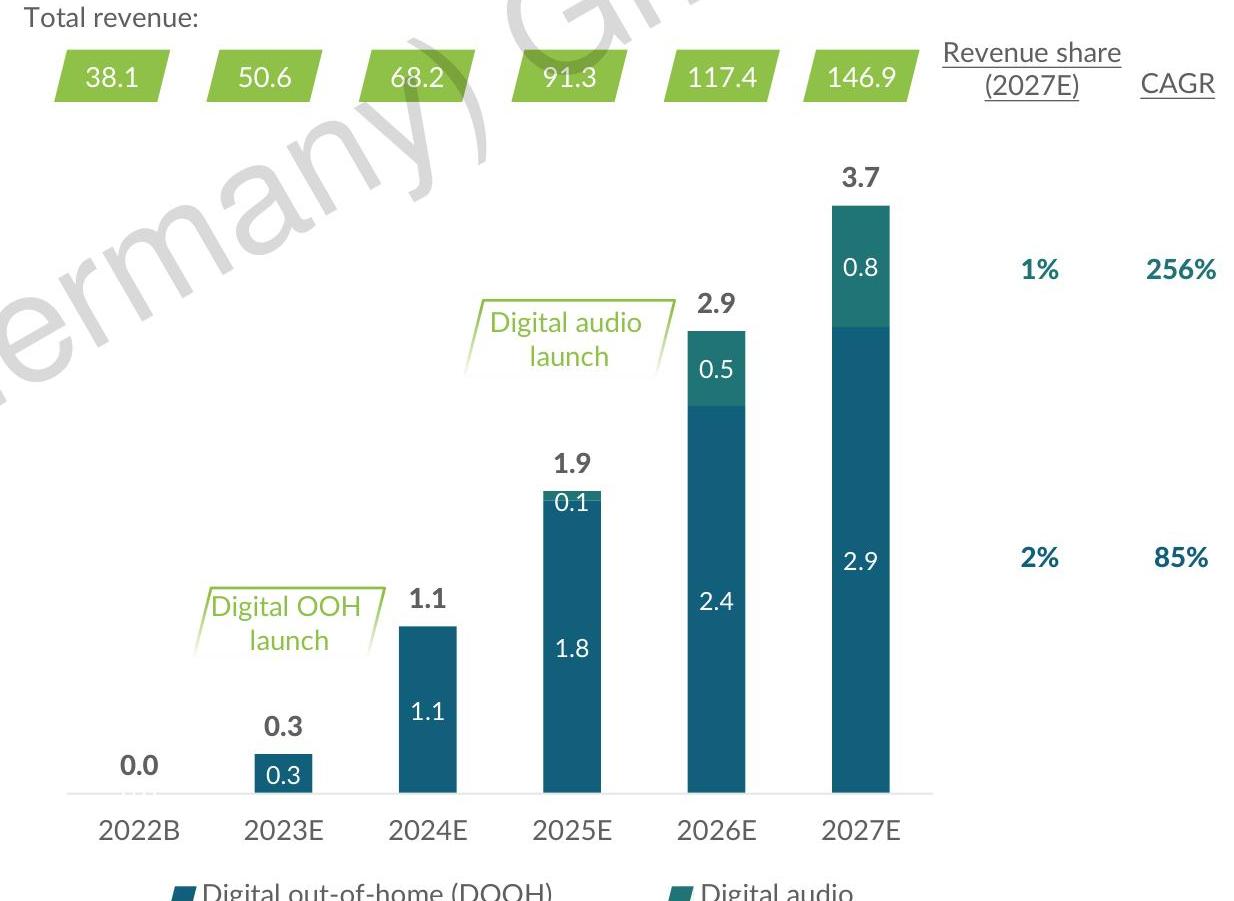 Total revenue:
38.1 50.6 68.2 91.3 117.4 146.9
Revenue share
(2027E)
CAGR
3.7
0.8
1% 256%
2.9
Digital audio
launch
0.5
1.9
0.1
2.9
2% 85%
2.4
1.8
Digital OOH
launch
1.1
1.1
0.3
0.3
0.0
2022B 2023E 2024E 2025E 2026E 2027E
Digital out-of-home (DOOH) Digital audio
ermany)